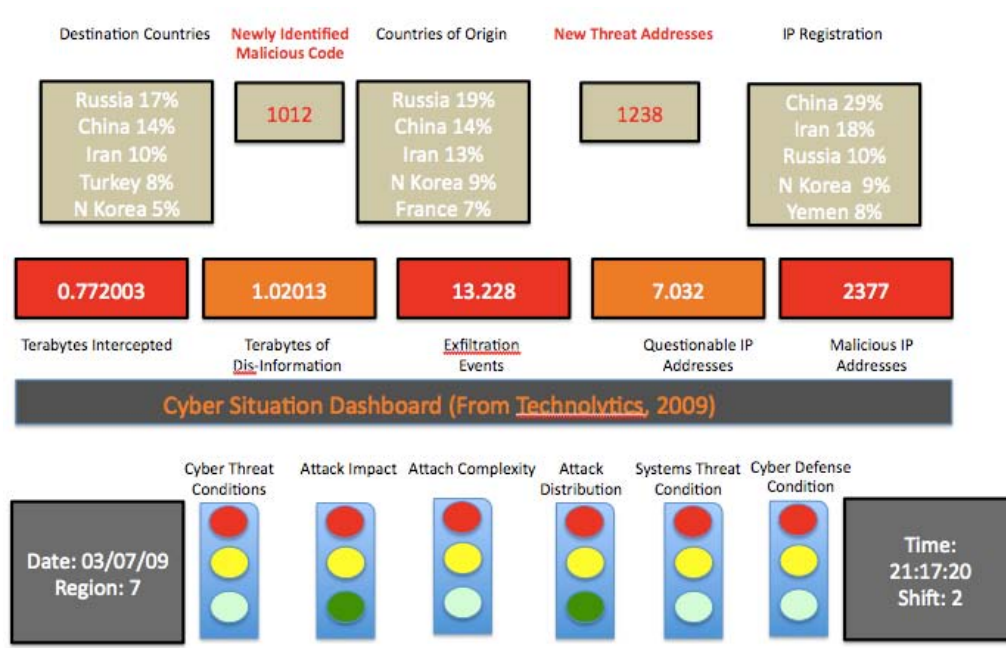 Destination Countries
Newly Identified
Malicious Code
Countries of Origin
New Threat Addresses
IP Registration
Russia 17%
China 14%
Iran 10%
Turkey 8%
N Korea 5%
1012
Russia 19%
China 14%
Iran 13%
N Korea 9%
France 7%
1238
China 29%
Iran 18%
Russia 10%
N Korea 9%
Yemen 8%
0.772003
1.02013
13.228
7.032
2377
Terabytes Intercepted
Terabytes of
Dis-Information
Exfiltration
Events
Questionable IP
Addresses
Malicious IP
Addresses
Cyber Situation Dashboard (From Technolytics, 2009)
Cyber Threat
Conditions
Attack Impact
Attach Complexity
Attack
Distribution
Systems Threat
Condition
Cyber Defense
Condition
Date: 03/07/09
Region: 7
Time:
21:17:20
Shift: 2